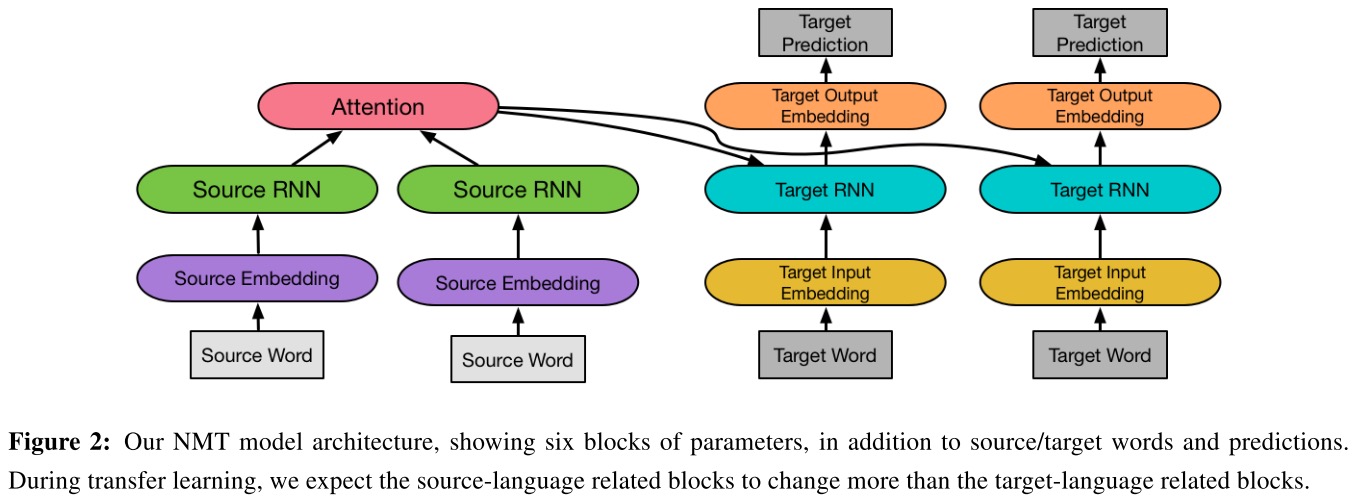 Target
Prediction
Target
Prediction
Attention
Target Output
Embedding
Target Output
Embedding
Source RNN
Source RNN
Target RNN
Target RNN
Source Embedding
Source Embedding
Target Input
Embedding
Target Input
Embedding
Source Word
Source Word
Target Word
Target Word
Figure 2: Our NMT model architecture, showing six blocks of parameters, in addition to source/target words and predictions.
During transfer learning, we expect the source-language related blocks to change more than the target-language related blocks.